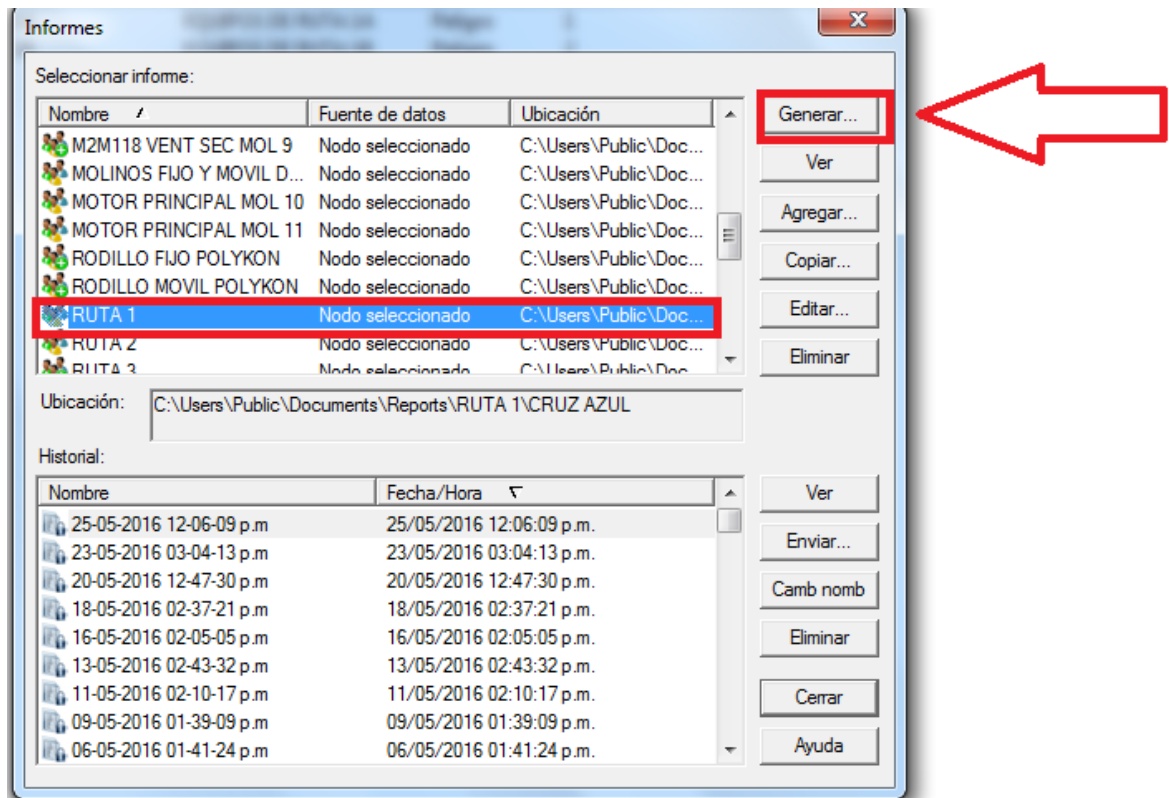 Informes
Seleccionar informe:
Nombre Fuente de datos Ubicación
M2M118 VENT SEC MOL 9 Nodo seleccionado C:\Users\Public\Doc...
MOLINOS FIJO Y MOVIL D... Nodo seleccionado C:\Users\Public\Doc...
MOTOR PRINCIPAL MOL 10 Nodo seleccionado C:\Users\Public\Doc...
MOTOR PRINCIPAL MOL 11 Nodo seleccionado C:\Users\Public\Doc...
RODILLO FIJO POLYKON Nodo seleccionado C:\Users\Public\Doc...
RODILLO MOVIL POLYKON Nodo seleccionado C:\Users\Public\Doc...
RUTA 1 Nodo seleccionado C:\Users\Public\Doc...
RUTA 2 Nodo seleccionado C:\Users\Public\Doc...
RUTA 3 Nodo seleccionado C:\Users\Public\Doc...
Generar...
Ver
Agregar...
Copiar...
Editar...
Eliminar
Ubicación: C:\Users\Public\Documents\Reports\RUTA 1\CRUZ AZUL
Historial:
Nombre Fecha/Hora
25-05-2016 12-06-09 p.m 25/05/2016 12:06:09 p.m.
23-05-2016 03-04-13 p.m 23/05/2016 03:04:13 p.m.
20-05-2016 12-47-30 p.m 20/05/2016 12:47:30 p.m.
18-05-2016 02-37-21 p.m 18/05/2016 02:37:21 p.m.
16-05-2016 02-05-05 p.m 16/05/2016 02:05:05 p.m.
13-05-2016 02-43-32 p.m 13/05/2016 02:43:32 p.m.
11-05-2016 02-10-17 p.m 11/05/2016 02:10:17 p.m.
09-05-2016 01-39-09 p.m 09/05/2016 01:39:09 p.m.
06-05-2016 01-41-24 p.m 06/05/2016 01:41:24 p.m.
Ver
Enviar...
Camb nomb
Eliminar
Cerrar
Ayuda